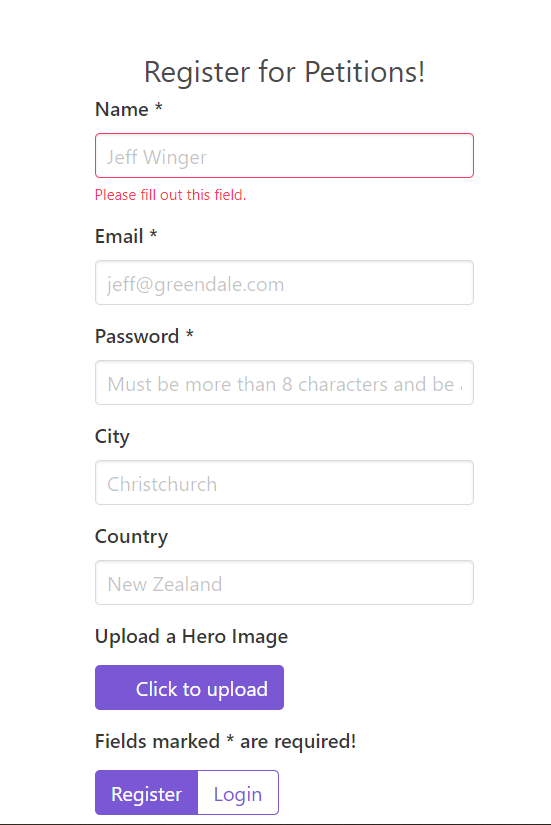 Register for Petitions!
Name *
Jeff Winger
Please fill out this field.
Email *
jeff@greendale.com
Password *
Must be more than 8 characters and be
City
Christchurch
Country
New Zealand
Upload a Hero Image
Click to upload
Fields marked * are required!
Register Login